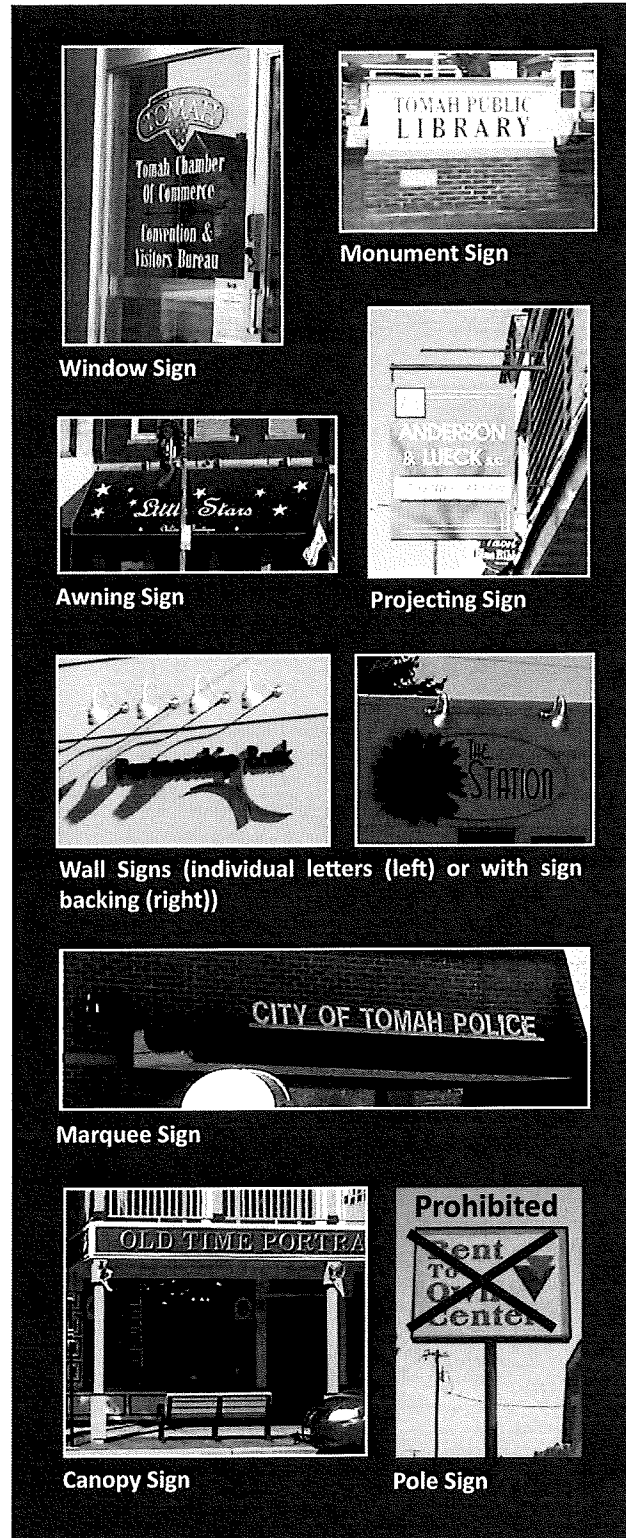 TOMAH
Tomah Chamber
Of Commerce
Convention &
Visitors Bureau
Window Sign
TOMAH PUBLIC
LIBRARY
Monument Sign
Little Stars
Awning Sign
ANDERSON
& LUECK
Projecting Sign
THE
STATION
Wall Signs (individual letters (left) or with sign
backing (right))
CITY OF TOMAH POLICE
Marquee Sign
OLD TIME PORTRA
Canopy Sign
Prohibited
Rent
To
Own
Center
Pole Sign